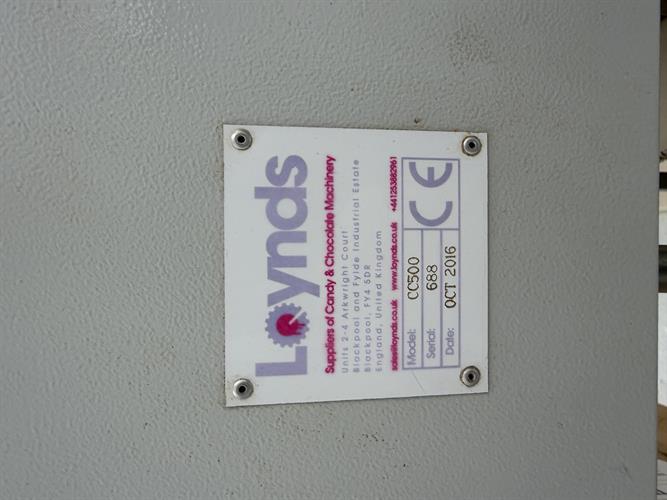 Loynds
Suppliers of Candy & Chocolate Machinery
Units 2-4 Arkwright Court
Blackpool and Fylde Industrial Estate
Blackpool, FY4 5DR
England, United Kingdom
sales@loynds.co.uk www.loynds.co.uk +441253882961
Model: CC500
Serial: 688
Date: OCT 2016
CE